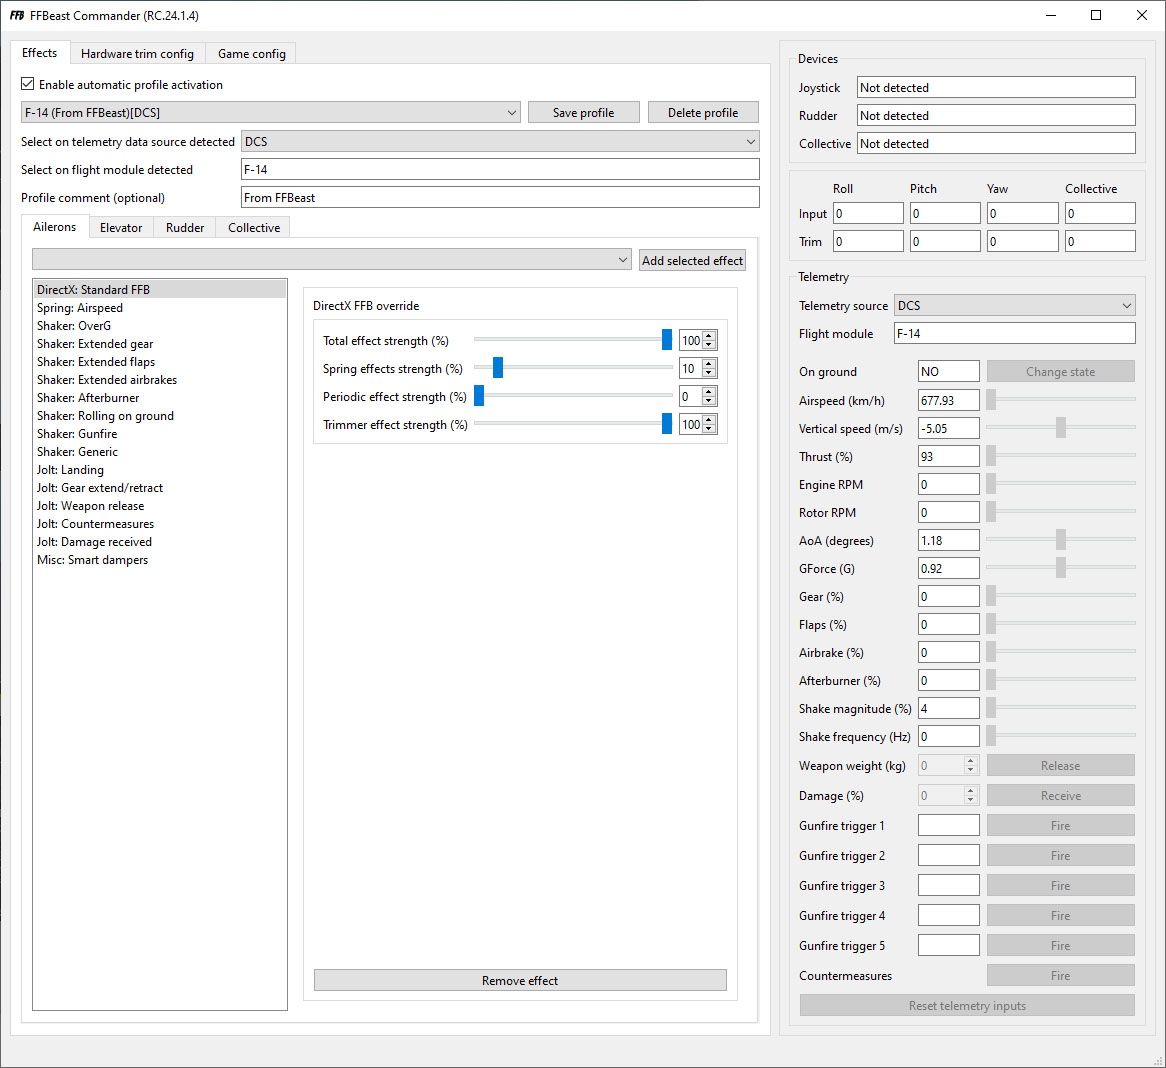 FFB FFBeast Commander (RC.24.1.4)
Effects Hardware trim config Game config
Enable automatic profile activation
F-14 (From FFBeast)[DCS] Save profile Delete profile
Select on telemetry data source detected DCS
Select on flight module detected F-14
Profile comment (optional) From FFBeast
Ailerons Elevator Rudder Collective
Add selected effect
DirectX: Standard FFB
Spring: Airspeed
Shaker: OverG
Shaker: Extended gear
Shaker: Extended flaps
Shaker: Extended airbrakes
Shaker: Afterburner
Shaker: Rolling on ground
Shaker: Gunfire
Shaker: Generic
Jolt: Landing
Jolt: Gear extend/retract
Jolt: Weapon release
Jolt: Countermeasures
Jolt: Damage received
Misc: Smart dampers
DirectX FFB override
Total effect strength (%) 100
Spring effects strength (%) 10
Periodic effect strength (%) 0
Trimmer effect strength (%) 100
Remove effect
Devices
Joystick Not detected
Rudder Not detected
Collective Not detected
Roll Pitch Yaw Collective
Input 0 0 0 0
Trim 0 0 0 0
Telemetry
Telemetry source DCS
Flight module F-14
On ground NO Change state
Airspeed (km/h) 677.93
Vertical speed (m/s) -5.05
Thrust (%) 93
Engine RPM 0
Rotor RPM 0
AoA (degrees) 1.18
GForce (G) 0.92
Gear (%) 0
Flaps (%) 0
Airbrake (%) 0
Afterburner (%) 0
Shake magnitude (%) 4
Shake frequency (Hz) 0
Weapon weight (kg) 0 Release
Damage (%) 0 Receive
Gunfire trigger 1 Fire
Gunfire trigger 2 Fire
Gunfire trigger 3 Fire
Gunfire trigger 4 Fire
Gunfire trigger 5 Fire
Countermeasures Fire
Reset telemetry inputs